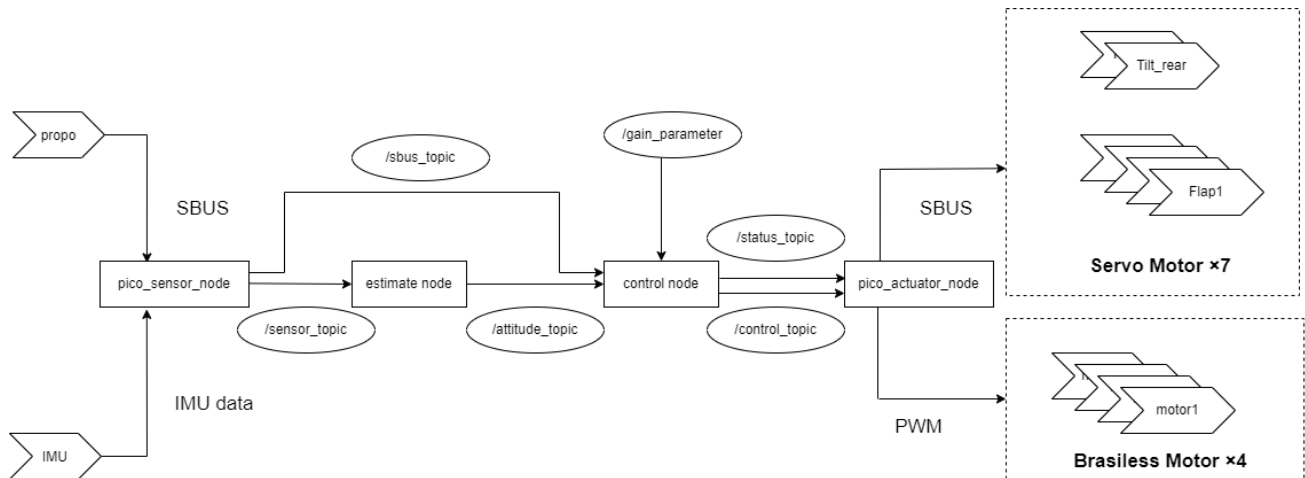 Tilt_rear
propo
/gain_parameter
/sbus_topic
Flap1
SBUS
SBUS
/status_topic
Servo Motor ×7
pico_sensor_node
estimate node
control node
pico_actuator_node
/sensor_topic
/attitude_topic
/control_topic
IMU data
motor1
PWM
IMU
Brasiless Motor ×4